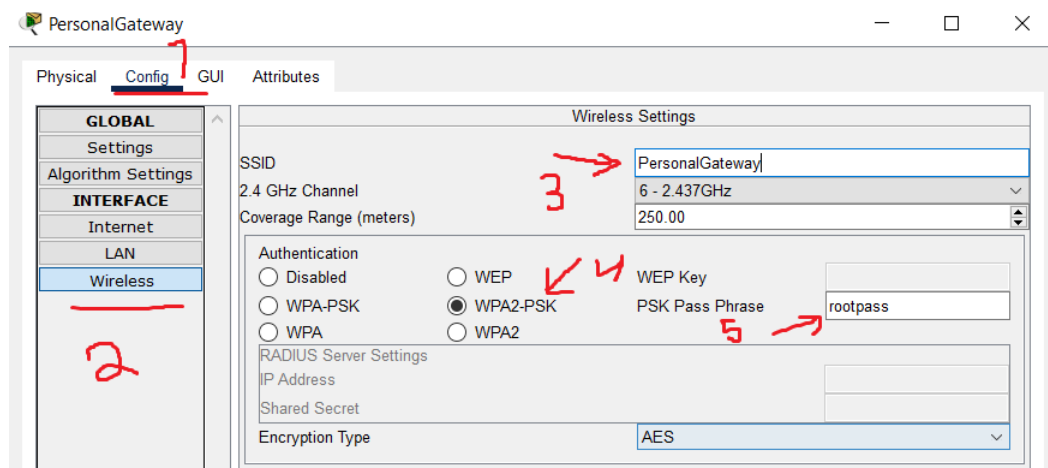 PersonalGateway
1
Physical Config GUI Attributes
GLOBAL
Settings
Algorithm Settings
INTERFACE
Internet
LAN
Wireless
2
Wireless Settings
SSID PersonalGateway
3
2.4 GHz Channel 6 - 2.437GHz
Coverage Range (meters) 250.00
Authentication
4
Disabled WEP WEP Key
WPA-PSK WPA2-PSK PSK Pass Phrase rootpass
5
WPA WPA2
RADIUS Server Settings
IP Address
Shared Secret
Encryption Type AES